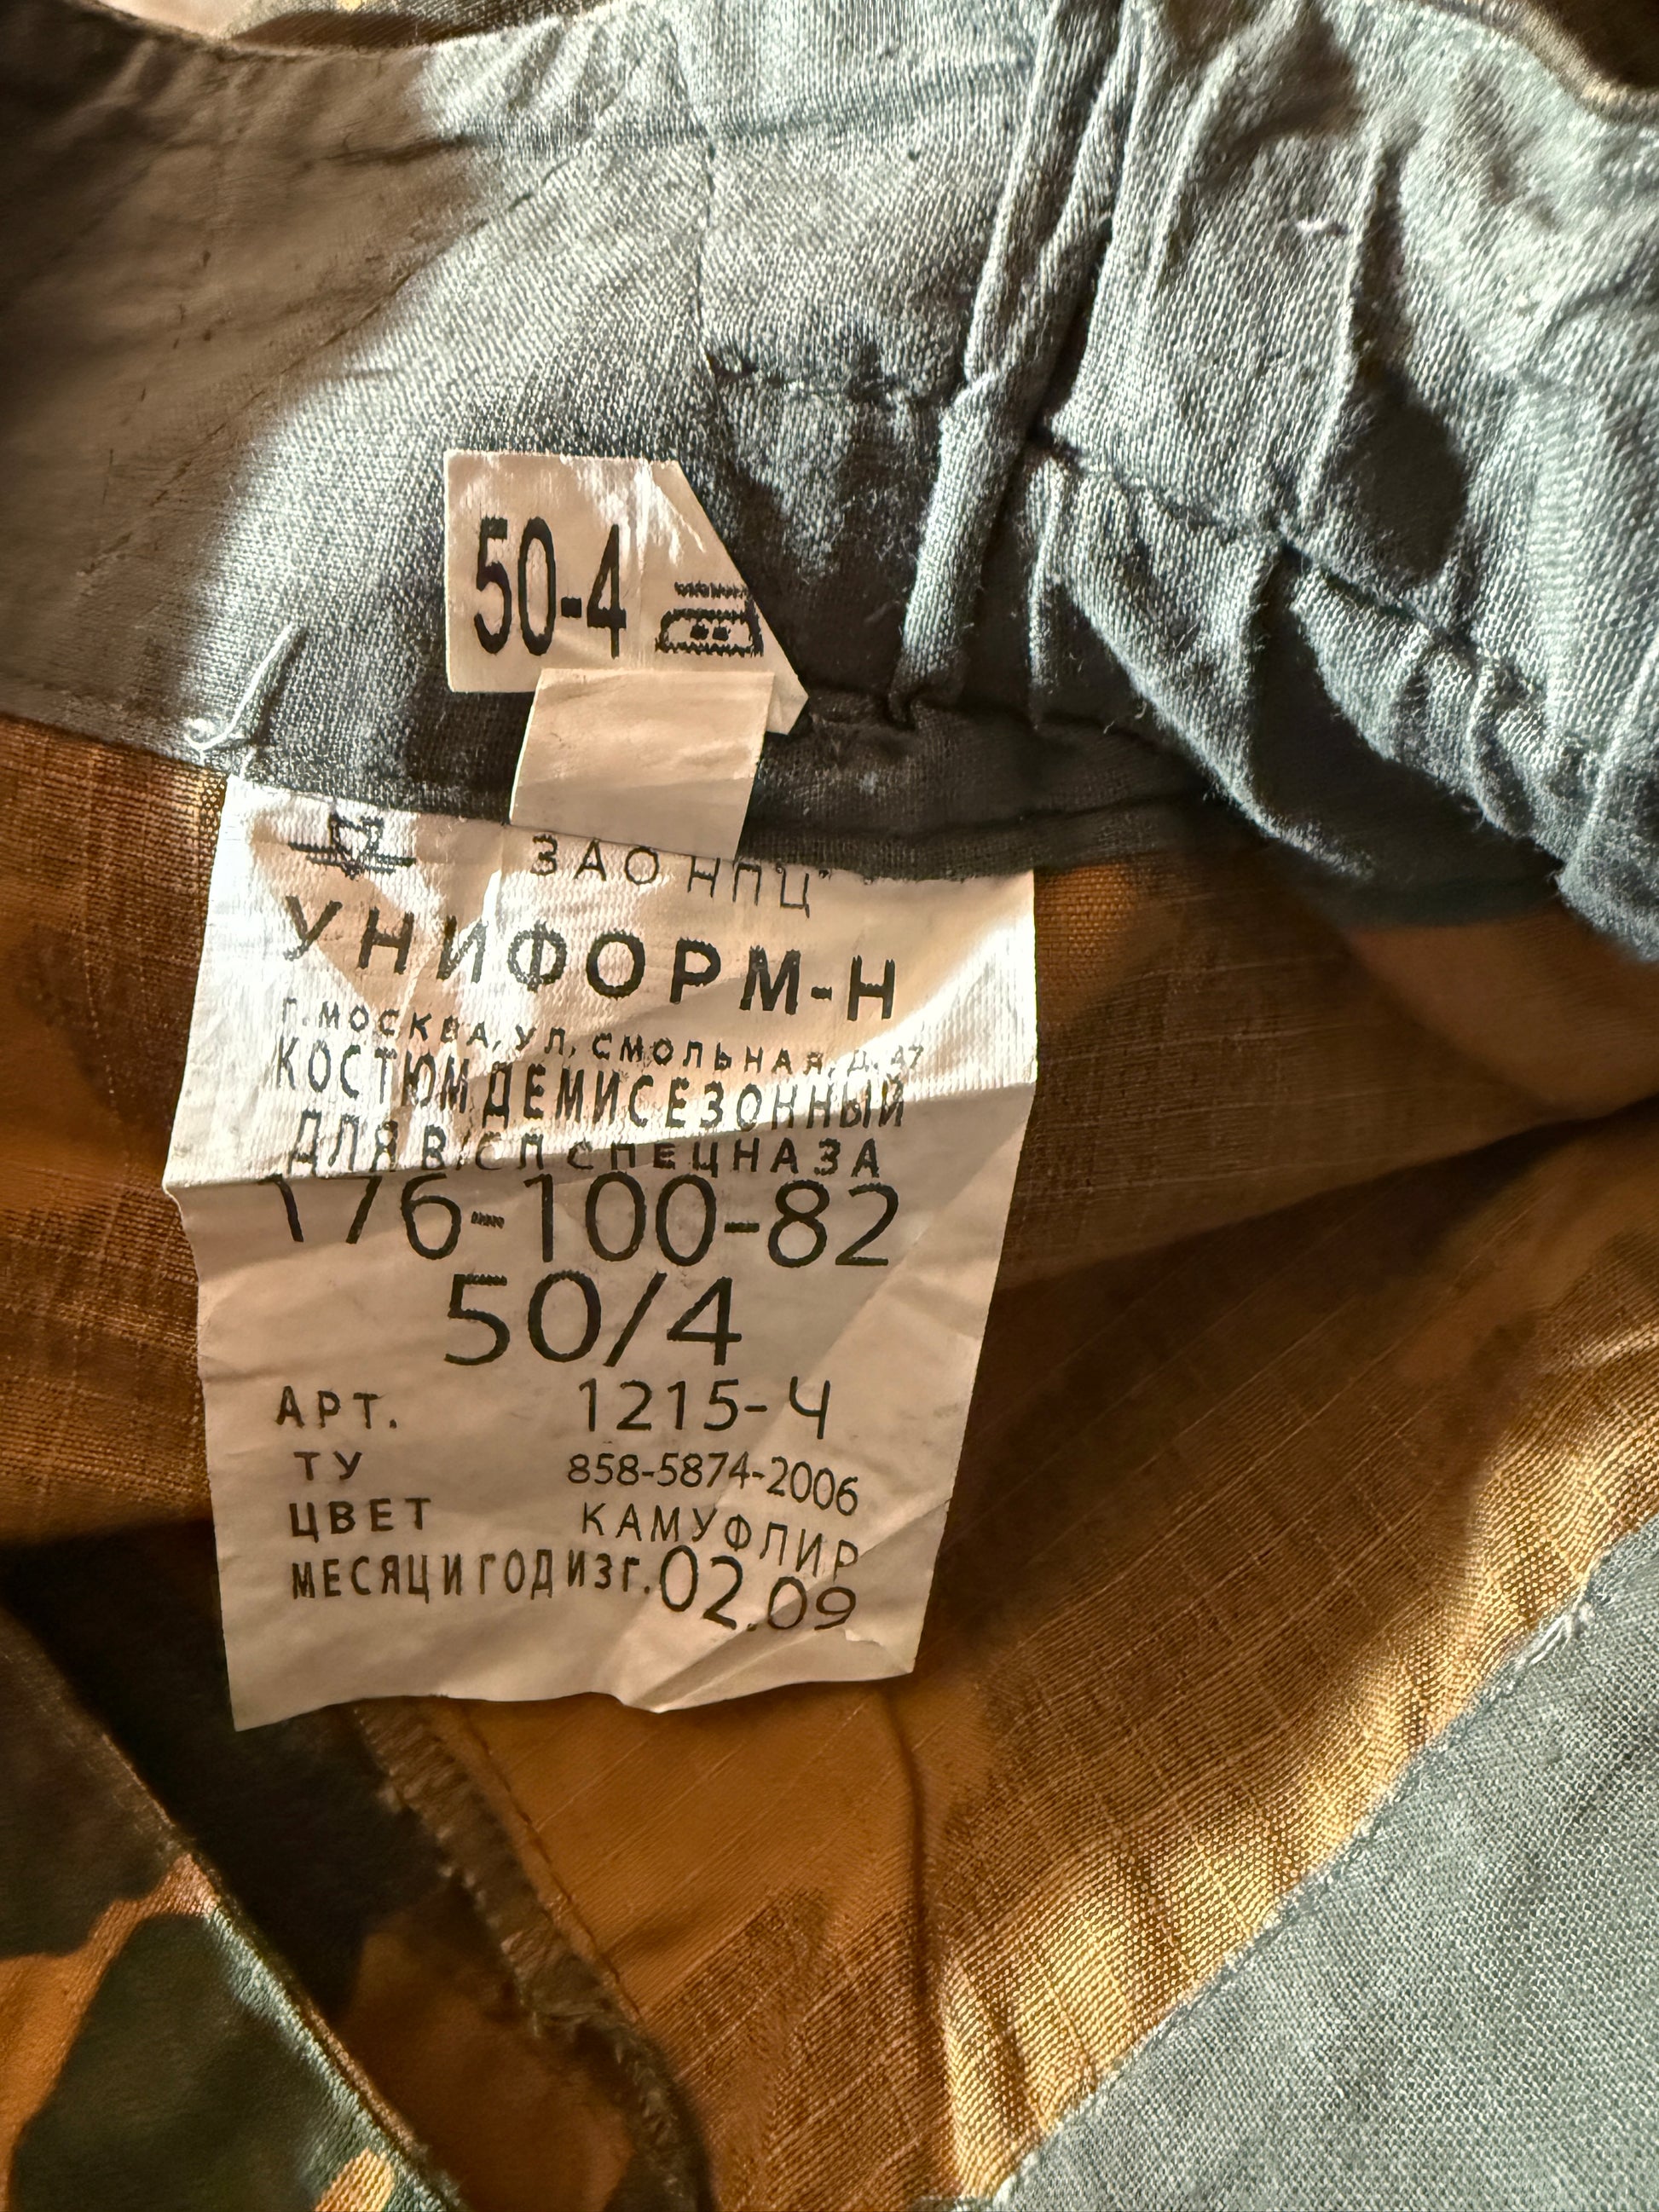 50-4
ЗАО НПЦ"
УНИФОРМ-Н
Г.МОСКВА,УЛ,СМОЛЬНАЯ,Д.47
КОСТЮМ ДЕМИСЕЗОННЫЙ
ДЛЯ В/СЛ СПЕЦНАЗА
176-100-82
50/4
АРТ. 1215-Ч
ТУ 858-5874-2006
ЦВЕТ КАМУФЛИР
МЕСЯЦ И ГОД ИЗГ. 02.09